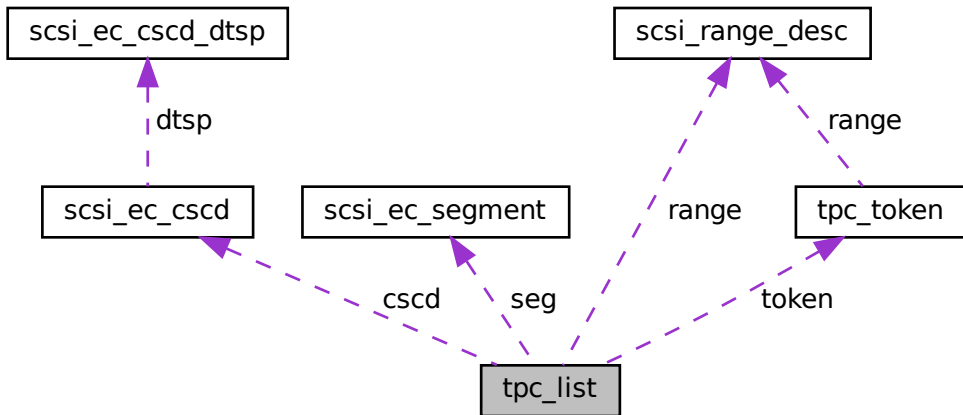 scsi_ec_cscd_dtsp
scsi_range_desc
dtsp
range
scsi_ec_cscd
scsi_ec_segment
range
tpc_token
cscd
seg
token
tpc_list